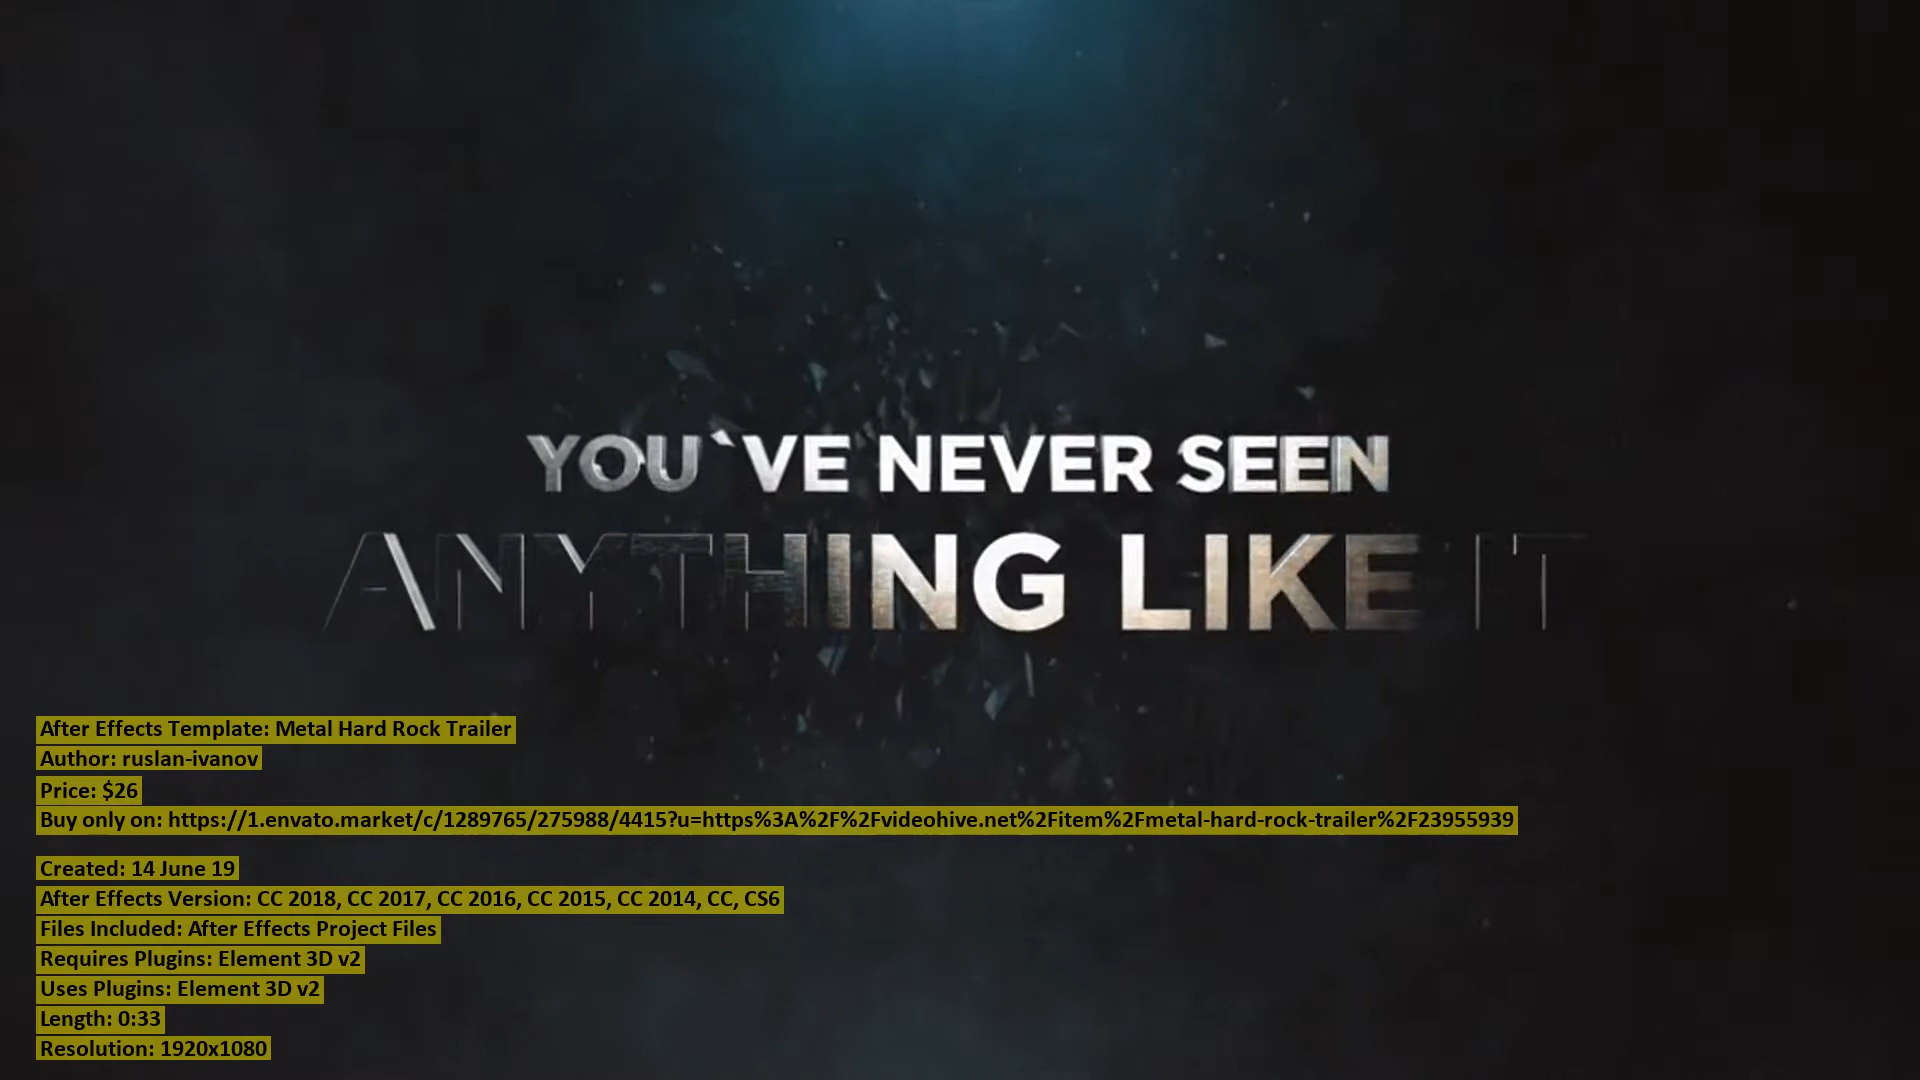 YOU`VE NEVER SEEN
ANYTHING LIKE IT
After Effects Template: Metal Hard Rock Trailer
Author: ruslan-ivanov
Price: $26
Buy only on: https://1.envato.market/c/1289765/275988/4415?u=https%3A%2F%2Fvideohive.net%2Fitem%2Fmetal-hard-rock-trailer%2F23955939
Created: 14 June 19
After Effects Version: CC 2018, CC 2017, CC 2016, CC 2015, CC 2014, CC, CS6
Files Included: After Effects Project Files
Requires Plugins: Element 3D v2
Uses Plugins: Element 3D v2
Length: 0:33
Resolution: 1920x1080